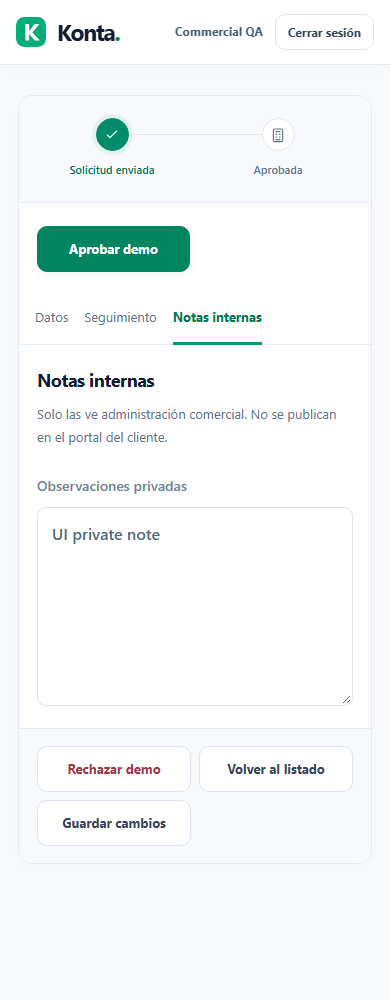 K Konta.
Commercial QA
Cerrar sesión
Solicitud enviada
Aprobada
Aprobar demo
Datos
Seguimiento
Notas internas
Notas internas
Solo las ve administración comercial. No se publican
en el portal del cliente.
Observaciones privadas
UI private note
Rechazar demo
Volver al listado
Guardar cambios